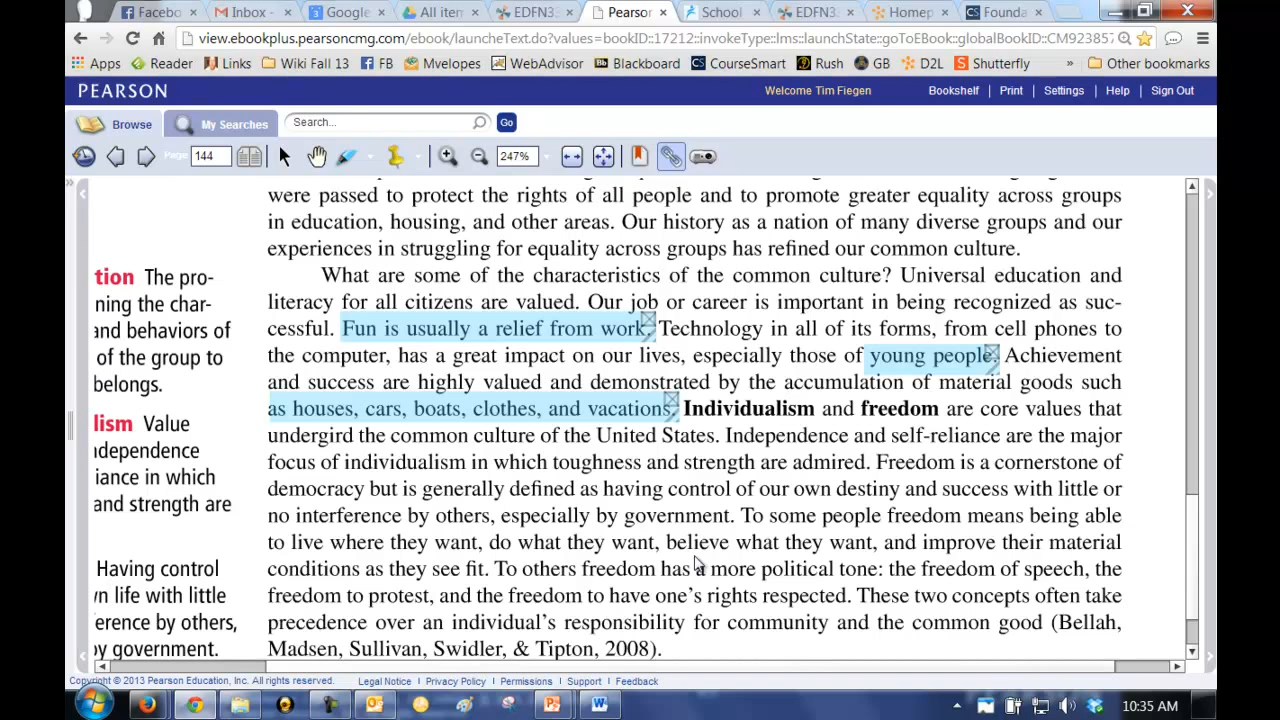 Facebo
Inbox -
Google
All item
EDFN3
Pearson
School
EDFN3
Homep
Founda
view.ebookplus.pearsoncmg.com/ebook/launcheText.do?values=bookID::17212::invokeType::lms::launchState::goToEBook::globalBookID::CM923857
Apps Readability Links Wiki Fall 13 FB Mvelopes WebAdvisor Blackboard CourseSmart Rush GB D2L Shutterfly » Other bookmarks
PEARSON
Welcome Tim Fiegen Bookshelf | Print | Settings | Help | Sign Out
Browse My Searches Search... Go
Page 144 247%
were passed to protect the rights of all people and to promote greater equality across groups
in education, housing, and other areas. Our history as a nation of many diverse groups and our
experiences in struggling for equality across groups has refined our common culture.
What are some of the characteristics of the common culture? Universal education and
literacy for all citizens are valued. Our job or career is important in being recognized as suc-
cessful. Fun is usually a relief from work. Technology in all of its forms, from cell phones to
the computer, has a great impact on our lives, especially those of young people. Achievement
and success are highly valued and demonstrated by the accumulation of material goods such
as houses, cars, boats, clothes, and vacations. Individualism and freedom are core values that
undergird the common culture of the United States. Independence and self-reliance are the major
focus of individualism in which toughness and strength are admired. Freedom is a cornerstone of
democracy but is generally defined as having control of our own destiny and success with little or
no interference by others, especially by government. To some people freedom means being able
to live where they want, do what they want, believe what they want, and improve their material
conditions as they see fit. To others freedom has a more political tone: the freedom of speech, the
freedom to protest, and the freedom to have one's rights respected. These two concepts often take
precedence over an individual's responsibility for community and the common good (Bellah,
Madsen, Sullivan, Swidler, & Tipton, 2008).
tion The pro-
ning the char-
and behaviors of
of the group to
belongs.
lism Value
ndependence
iance in which
and strength are
Having control
n life with little
erence by others,
by government.
Copyright © 2013 Pearson Education, Inc. All rights reserved. Legal Notice | Privacy Policy | Permissions | Support | Feedback
10:35 AM